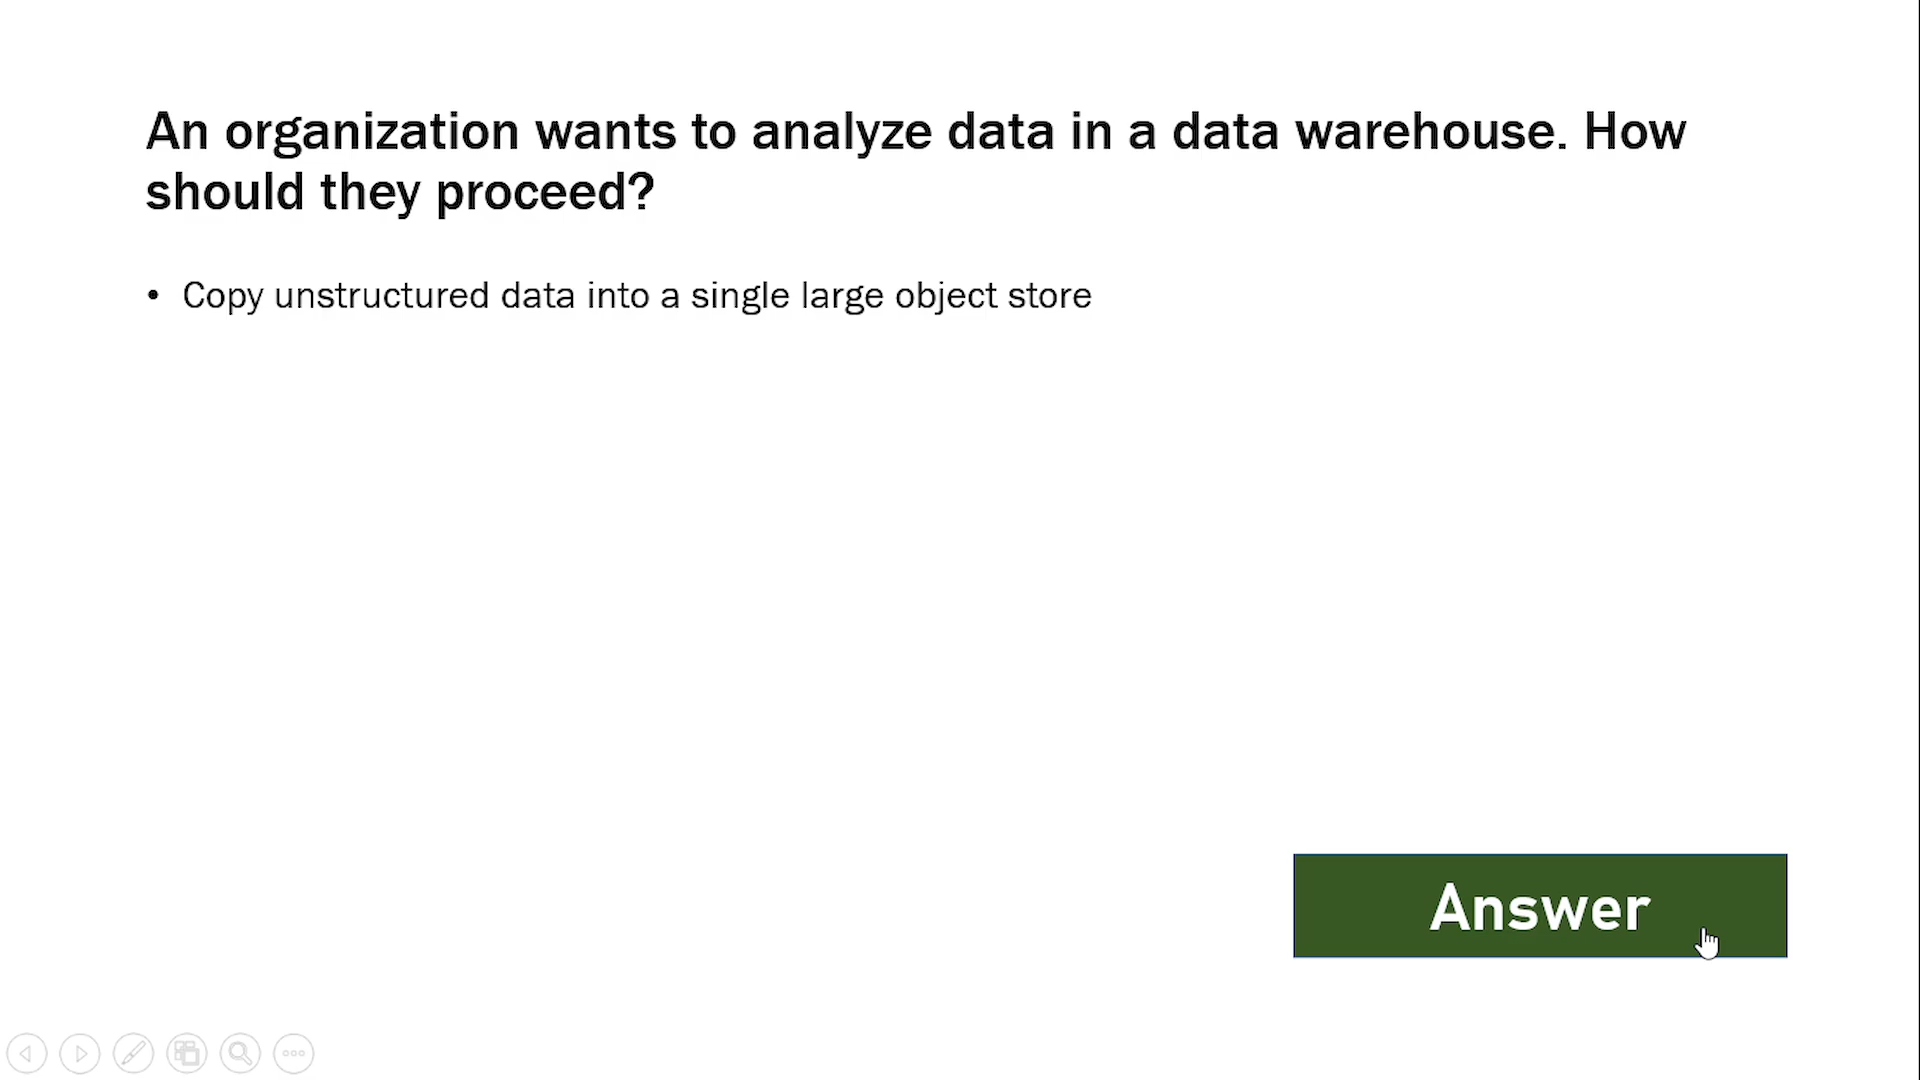 An organization wants to analyze data in a data warehouse. How
should they proceed?
• Copy unstructured data into a single large object store
Answer